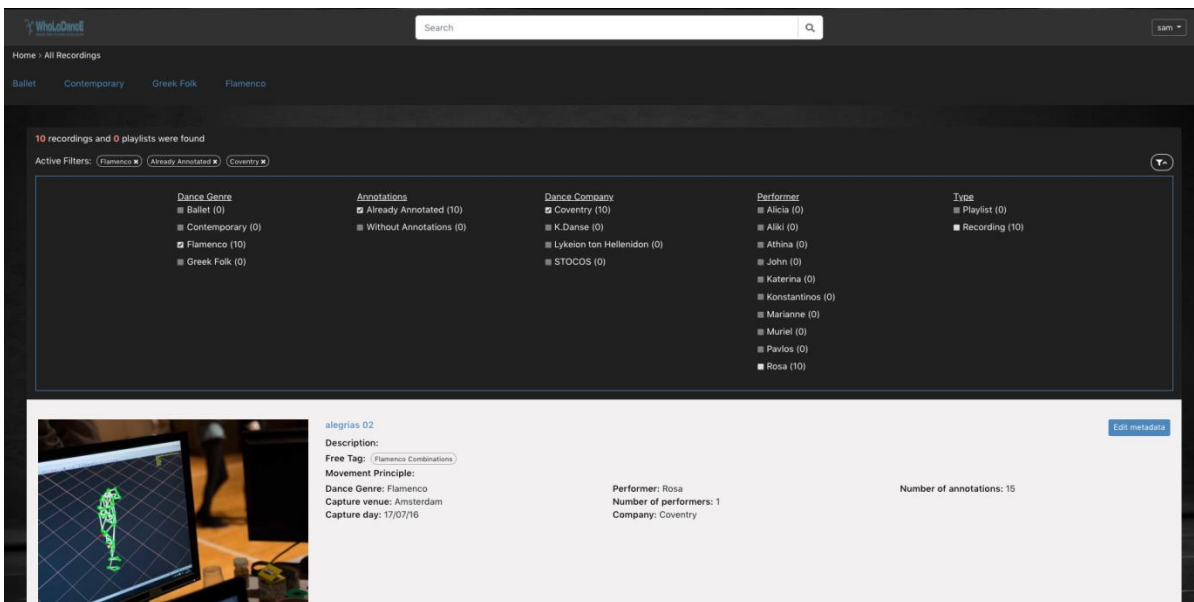 WhoLoDancE
Search
sam
Home › All Recordings
Ballet Contemporary Greek Folk Flamenco
10 recordings and 0 playlists were found
Active Filters: Flamenco × Already Annotated × Coventry ×
Dance Genre
Ballet (0)
Contemporary (0)
Flamenco (10)
Greek Folk (0)
Annotations
Already Annotated (10)
Without Annotations (0)
Dance Company
Coventry (10)
K.Danse (0)
Lykeion ton Hellenidon (0)
STOCOS (0)
Performer
Alicia (0)
Aliki (0)
Athina (0)
John (0)
Katerina (0)
Konstantinos (0)
Marianne (0)
Muriel (0)
Pavlos (0)
Rosa (10)
Type
Playlist (0)
Recording (10)
alegrias 02
Edit metadata
Description:
Free Tag: Flamenco Combinations
Movement Principle:
Dance Genre: Flamenco
Capture venue: Amsterdam
Capture day: 17/07/16
Performer: Rosa
Number of performers: 1
Company: Coventry
Number of annotations: 15